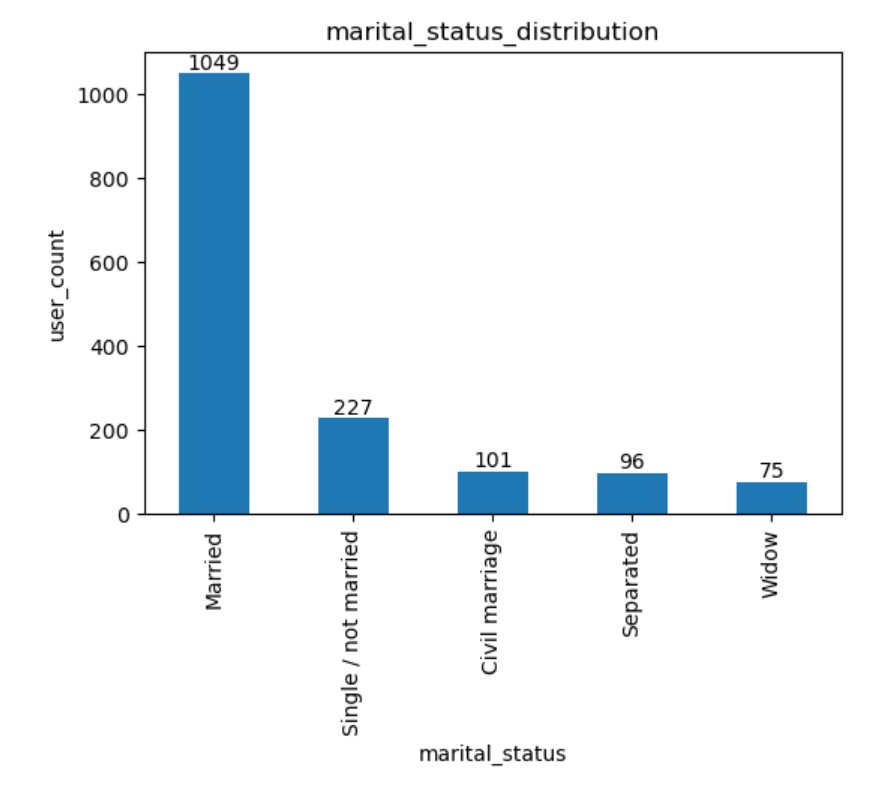 marital_status_distribution
1049
1000
800
600
400
200
0
user_count
227
101
96
75
Married
Single / not married
Civil marriage
Separated
Widow
marital_status